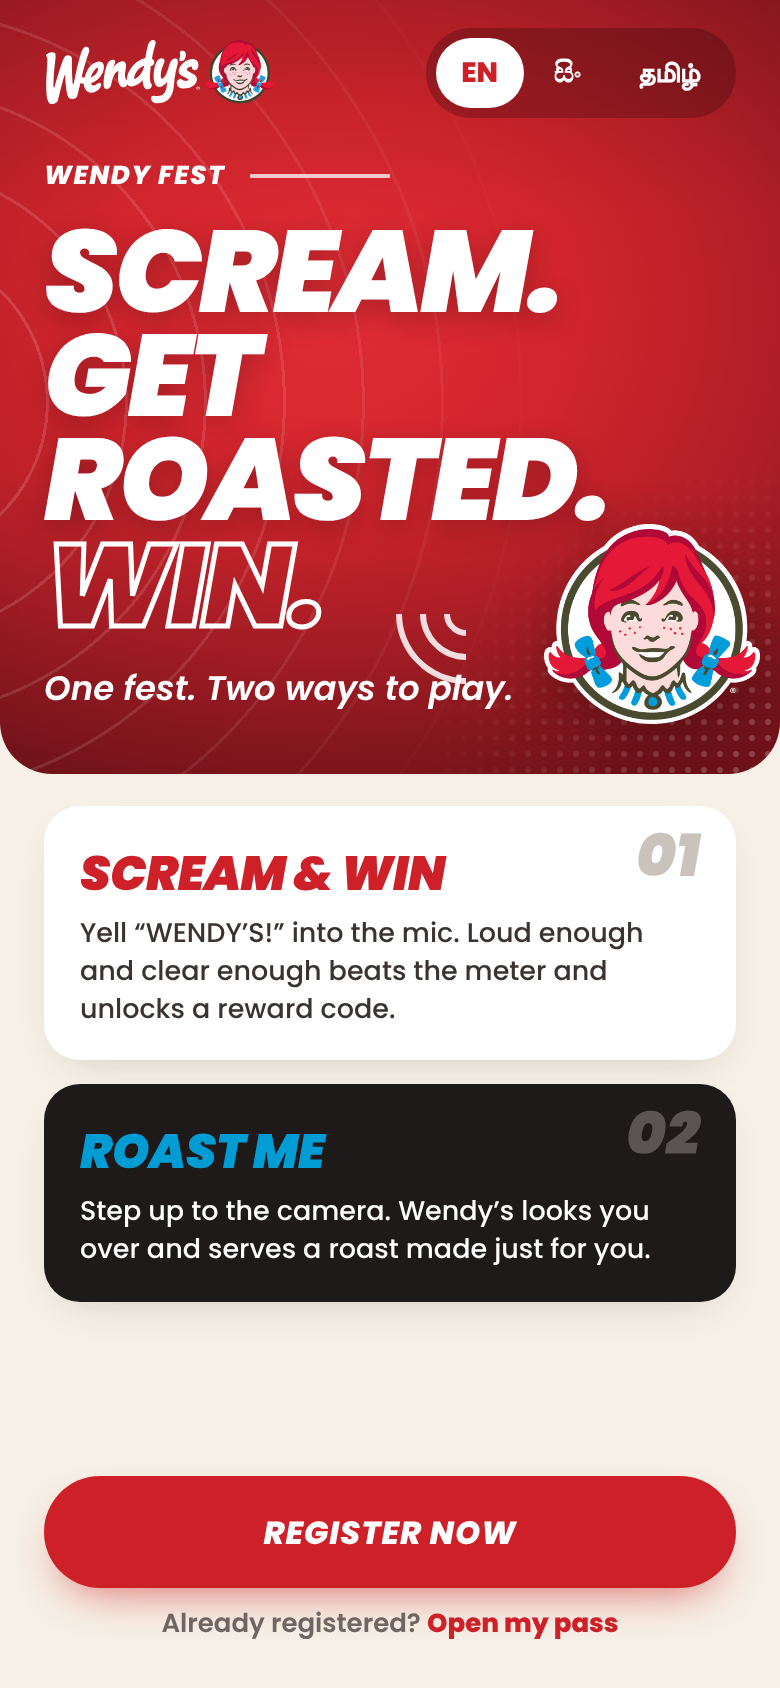 Wendy's
EN සිං தமிழ்
WENDY FEST
SCREAM.
GET
ROASTED.
WIN.
One fest. Two ways to play.
01
SCREAM & WIN
Yell “WENDY’S!” into the mic. Loud enough
and clear enough beats the meter and
unlocks a reward code.
02
ROAST ME
Step up to the camera. Wendy’s looks you
over and serves a roast made just for you.
REGISTER NOW
Already registered? Open my pass